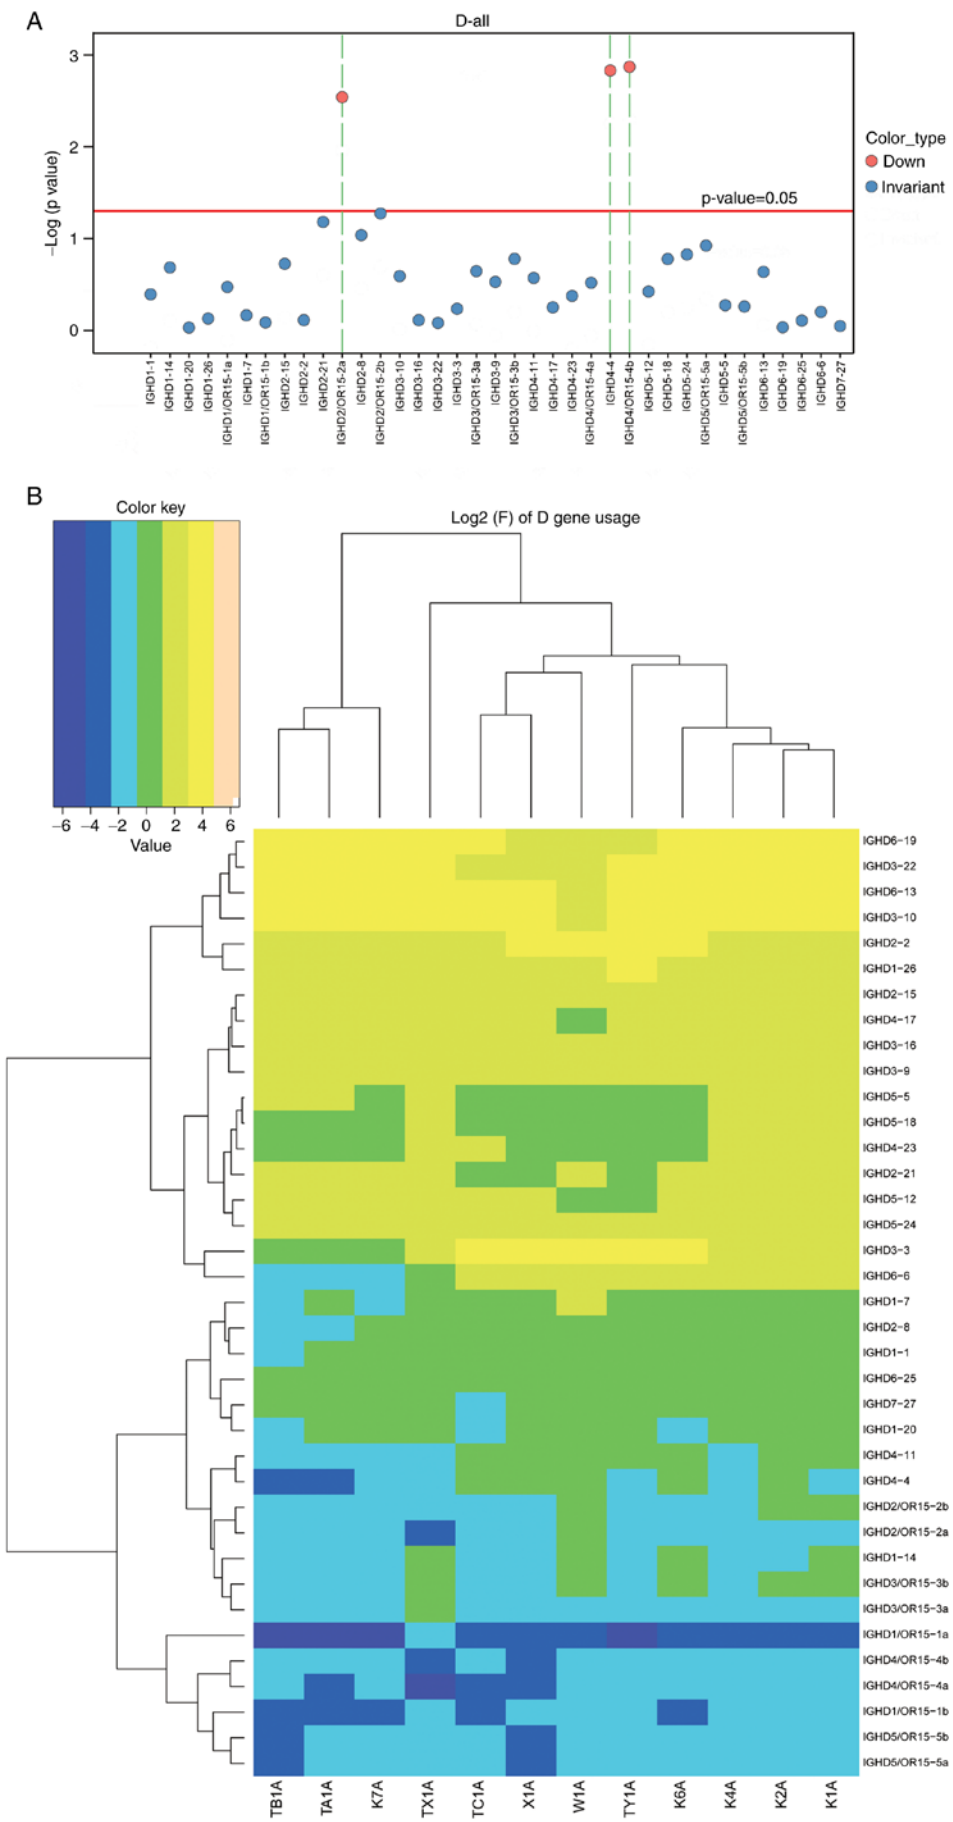 A
D-all
3
2
1
0
−Log (p value)
p-value=0.05
Color_type
Down
Invariant
IGHD1-1
IGHD1-14
IGHD1-20
IGHD1-26
IGHD1/OR15-1a
IGHD1-7
IGHD1/OR15-1b
IGHD2-15
IGHD2-2
IGHD2-21
IGHD2/OR15-2a
IGHD2-8
IGHD2/OR15-2b
IGHD3-10
IGHD3-16
IGHD3-22
IGHD3-3
IGHD3/OR15-3a
IGHD3-9
IGHD3/OR15-3b
IGHD4-11
IGHD4-17
IGHD4-23
IGHD4/OR15-4a
IGHD4-4
IGHD4/OR15-4b
IGHD5-12
IGHD5-18
IGHD5-24
IGHD5/OR15-5a
IGHD5-5
IGHD5/OR15-5b
IGHD6-13
IGHD6-19
IGHD6-25
IGHD6-6
IGHD7-27
B
Color key
−6 −4 −2 0 2 4 6
Value
Log2 (F) of D gene usage
IGHD6−19
IGHD3−22
IGHD6−13
IGHD3−10
IGHD2−2
IGHD1−26
IGHD2−15
IGHD4−17
IGHD3−16
IGHD3−9
IGHD5−5
IGHD5−18
IGHD4−23
IGHD2−21
IGHD5−12
IGHD5−24
IGHD3−3
IGHD6−6
IGHD1−7
IGHD2−8
IGHD1−1
IGHD6−25
IGHD7−27
IGHD1−20
IGHD4−11
IGHD4−4
IGHD2/OR15−2b
IGHD2/OR15−2a
IGHD1−14
IGHD3/OR15−3b
IGHD3/OR15−3a
IGHD1/OR15−1a
IGHD4/OR15−4b
IGHD4/OR15−4a
IGHD1/OR15−1b
IGHD5/OR15−5b
IGHD5/OR15−5a
TB1A
TA1A
K7A
TX1A
TC1A
X1A
W1A
TY1A
K6A
K4A
K2A
K1A